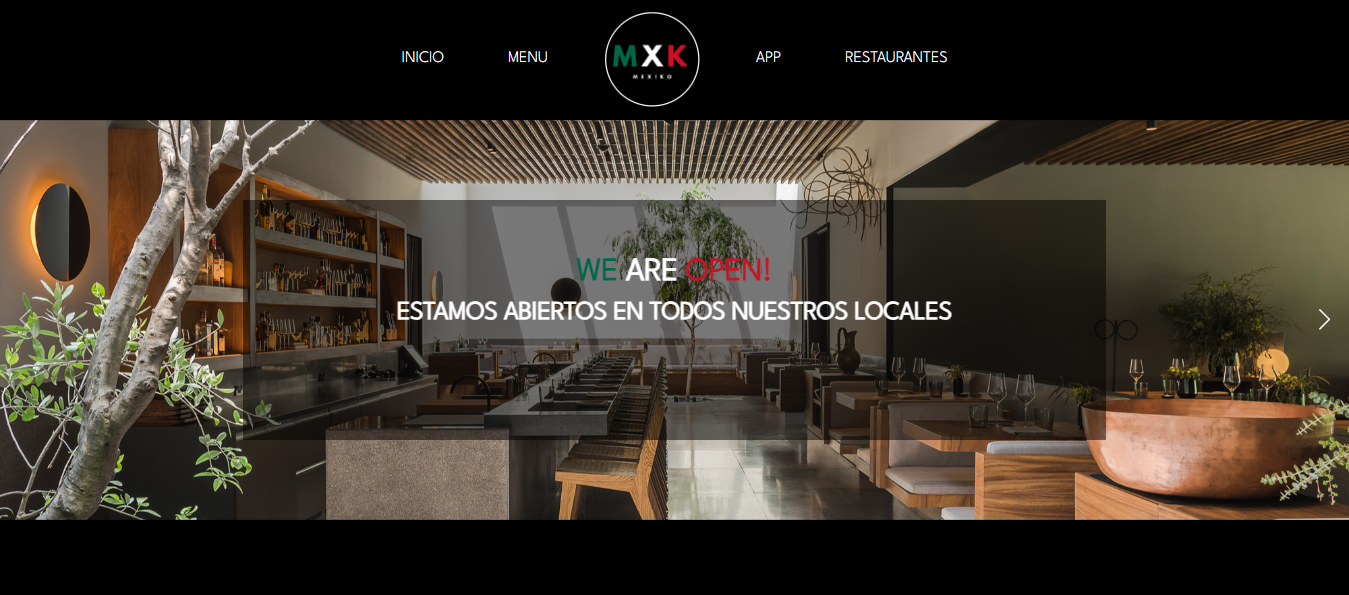 INICIO
MENU
MXK
MEXIKO
APP
RESTAURANTES
WE ARE OPEN!
ESTAMOS ABIERTOS EN TODOS NUESTROS LOCALES